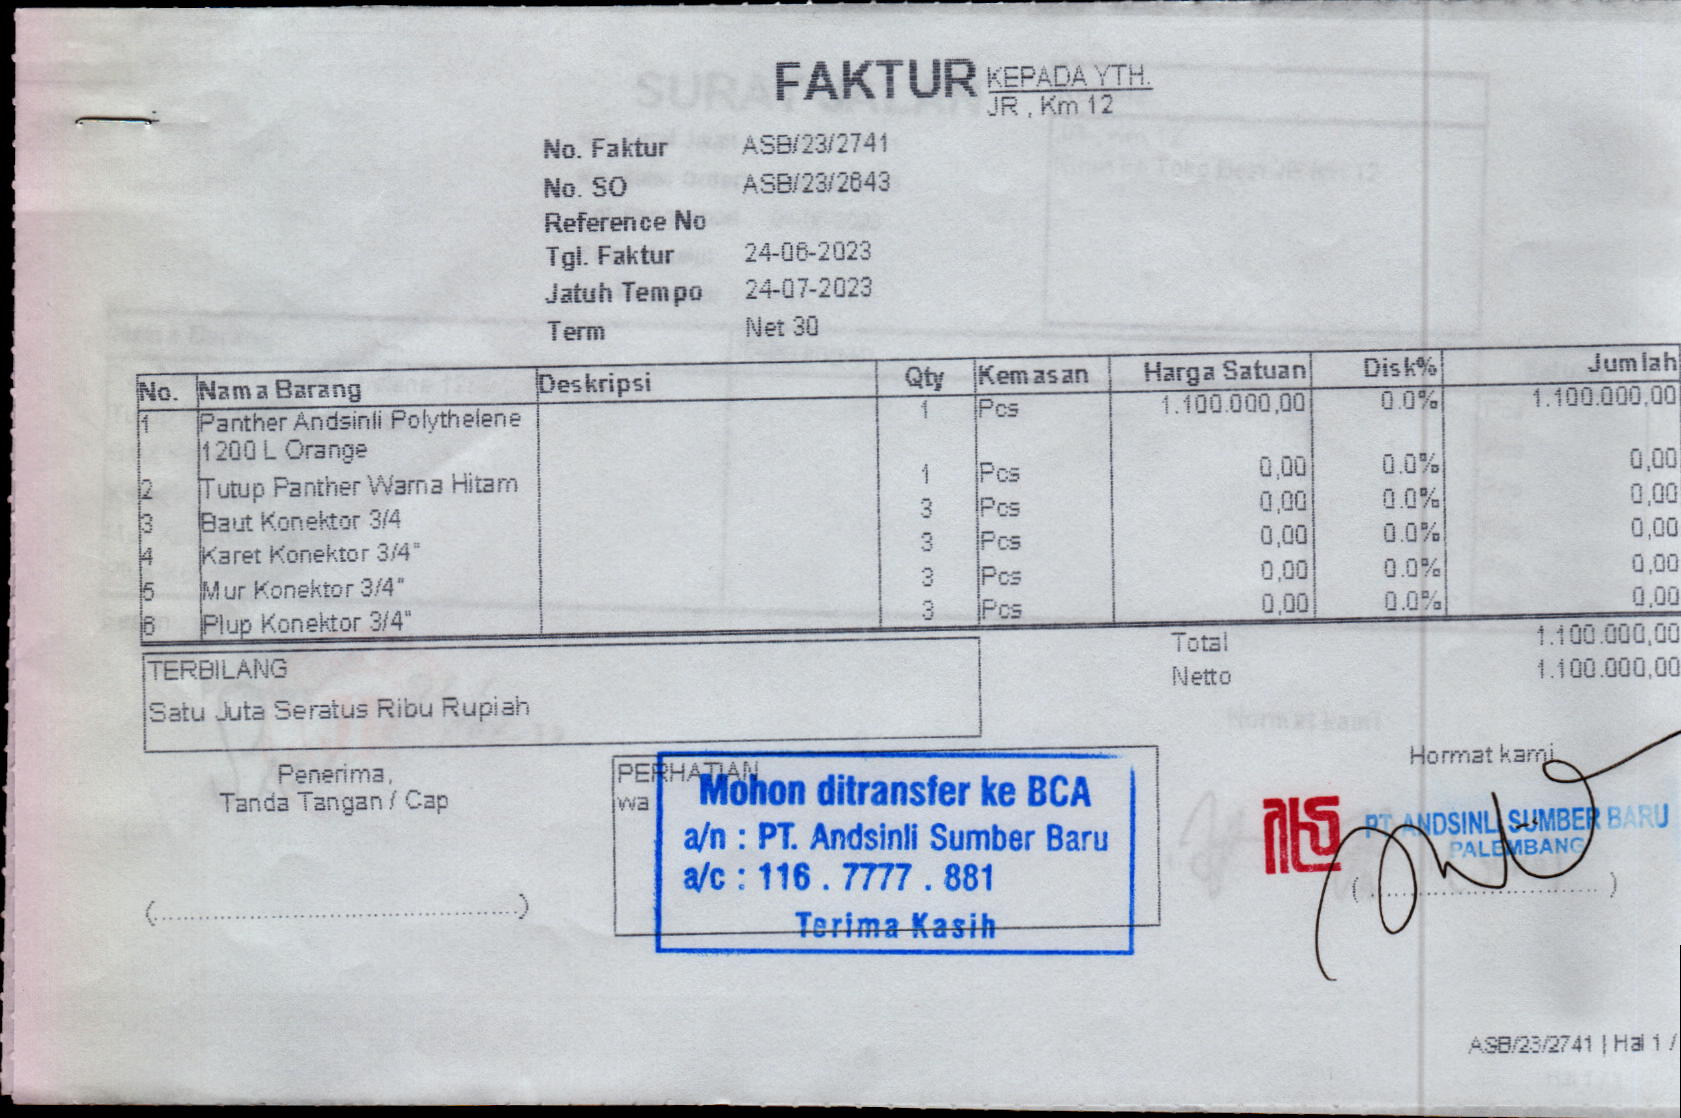 FAKTUR
KEPADA YTH.
JR , Km 12
No. Faktur ASB/23/2741
No. SO ASB/23/2643
Reference No
Tgl. Faktur 24-06-2023
Jatuh Tempo 24-07-2023
Term Net 30
No. Nama Barang Deskripsi Qty Kemasan Harga Satuan Disk% Jumlah
1 Panther Andsinli Polythelene 1 Pcs 1.100.000,00 0.0% 1.100.000,00
1200 L Orange
2 Tutup Panther Warna Hitam 1 Pcs 0,00 0.0% 0,00
3 Baut Konektor 3/4 3 Pcs 0,00 0.0% 0,00
4 Karet Konektor 3/4" 3 Pcs 0,00 0.0% 0,00
5 Mur Konektor 3/4" 3 Pcs 0,00 0.0% 0,00
6 Plup Konektor 3/4" 3 Pcs 0,00 0.0% 0,00
Total 1.100.000,00
Netto 1.100.000,00
TERBILANG
Satu Juta Seratus Ribu Rupiah
Penerima,
Tanda Tangan / Cap
(........................................)
PERHATIAN
wa
Mohon ditransfer ke BCA
a/n : PT. Andsinli Sumber Baru
a/c : 116 . 7777 . 881
Terima Kasih
Hormat kami
PT ANDSINLI SUMBER BARU
PALEMBANG
(........................................)
ASB/23/2741 | Hal 1 /